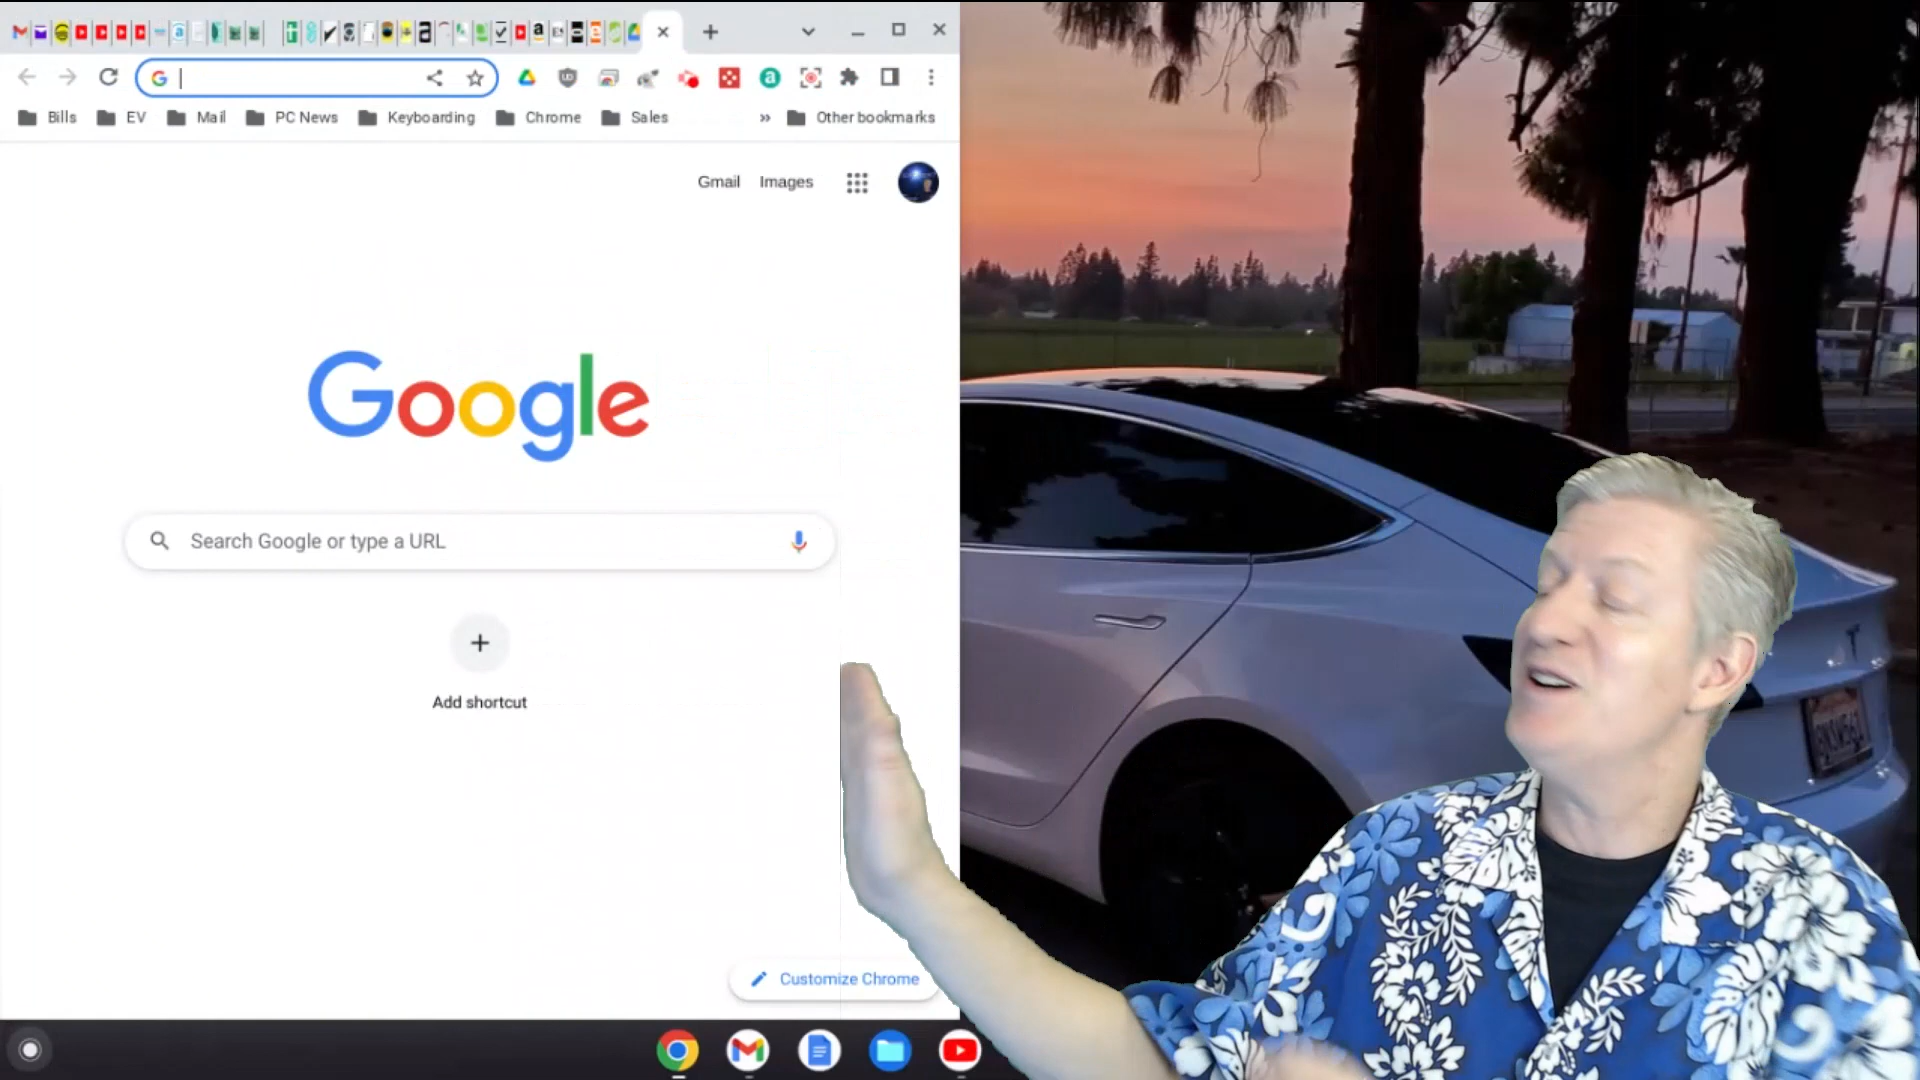 Bills EV Mail PC News Keyboarding Chrome Sales » Other bookmarks
Gmail Images
Google
Search Google or type a URL
Add shortcut
Customize Chrome